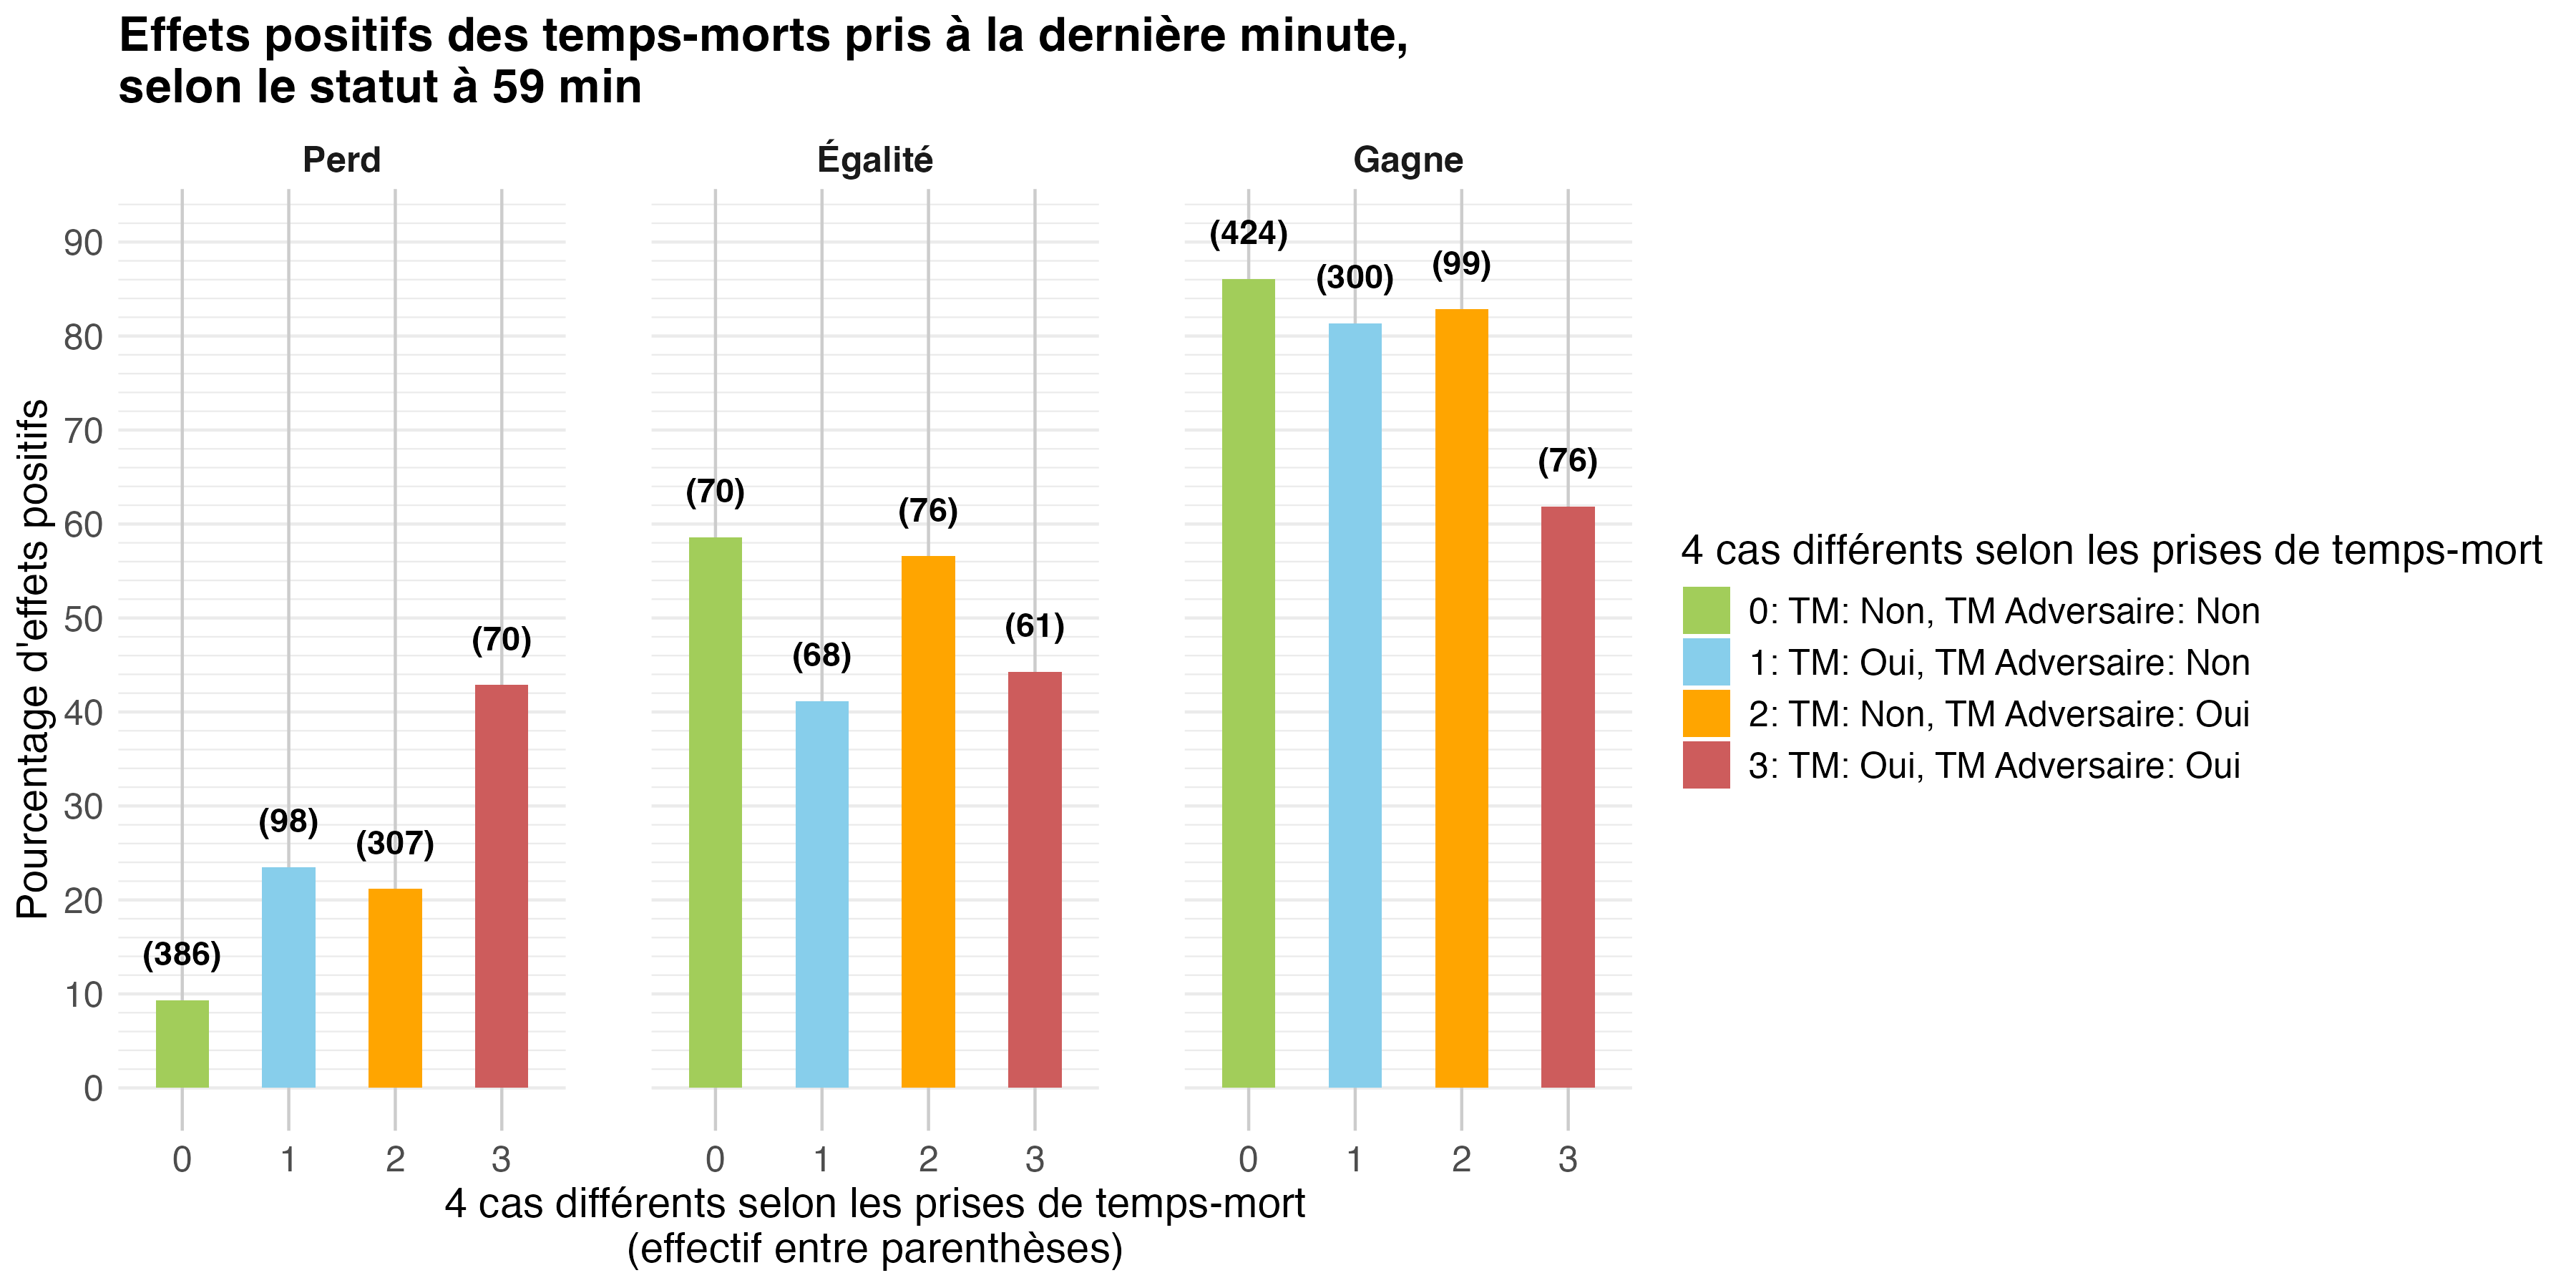 Effets positifs des temps-morts pris à la dernière minute,
selon le statut à 59 min
Perd
Égalité
Gagne
Pourcentage d'effets positifs
90
80
70
60
50
40
30
20
10
0
(386)
(98)
(307)
(70)
(70)
(68)
(76)
(61)
(424)
(300)
(99)
(76)
0 1 2 3
0 1 2 3
0 1 2 3
4 cas différents selon les prises de temps-mort
(effectif entre parenthèses)
4 cas différents selon les prises de temps-mort
0: TM: Non, TM Adversaire: Non
1: TM: Oui, TM Adversaire: Non
2: TM: Non, TM Adversaire: Oui
3: TM: Oui, TM Adversaire: Oui